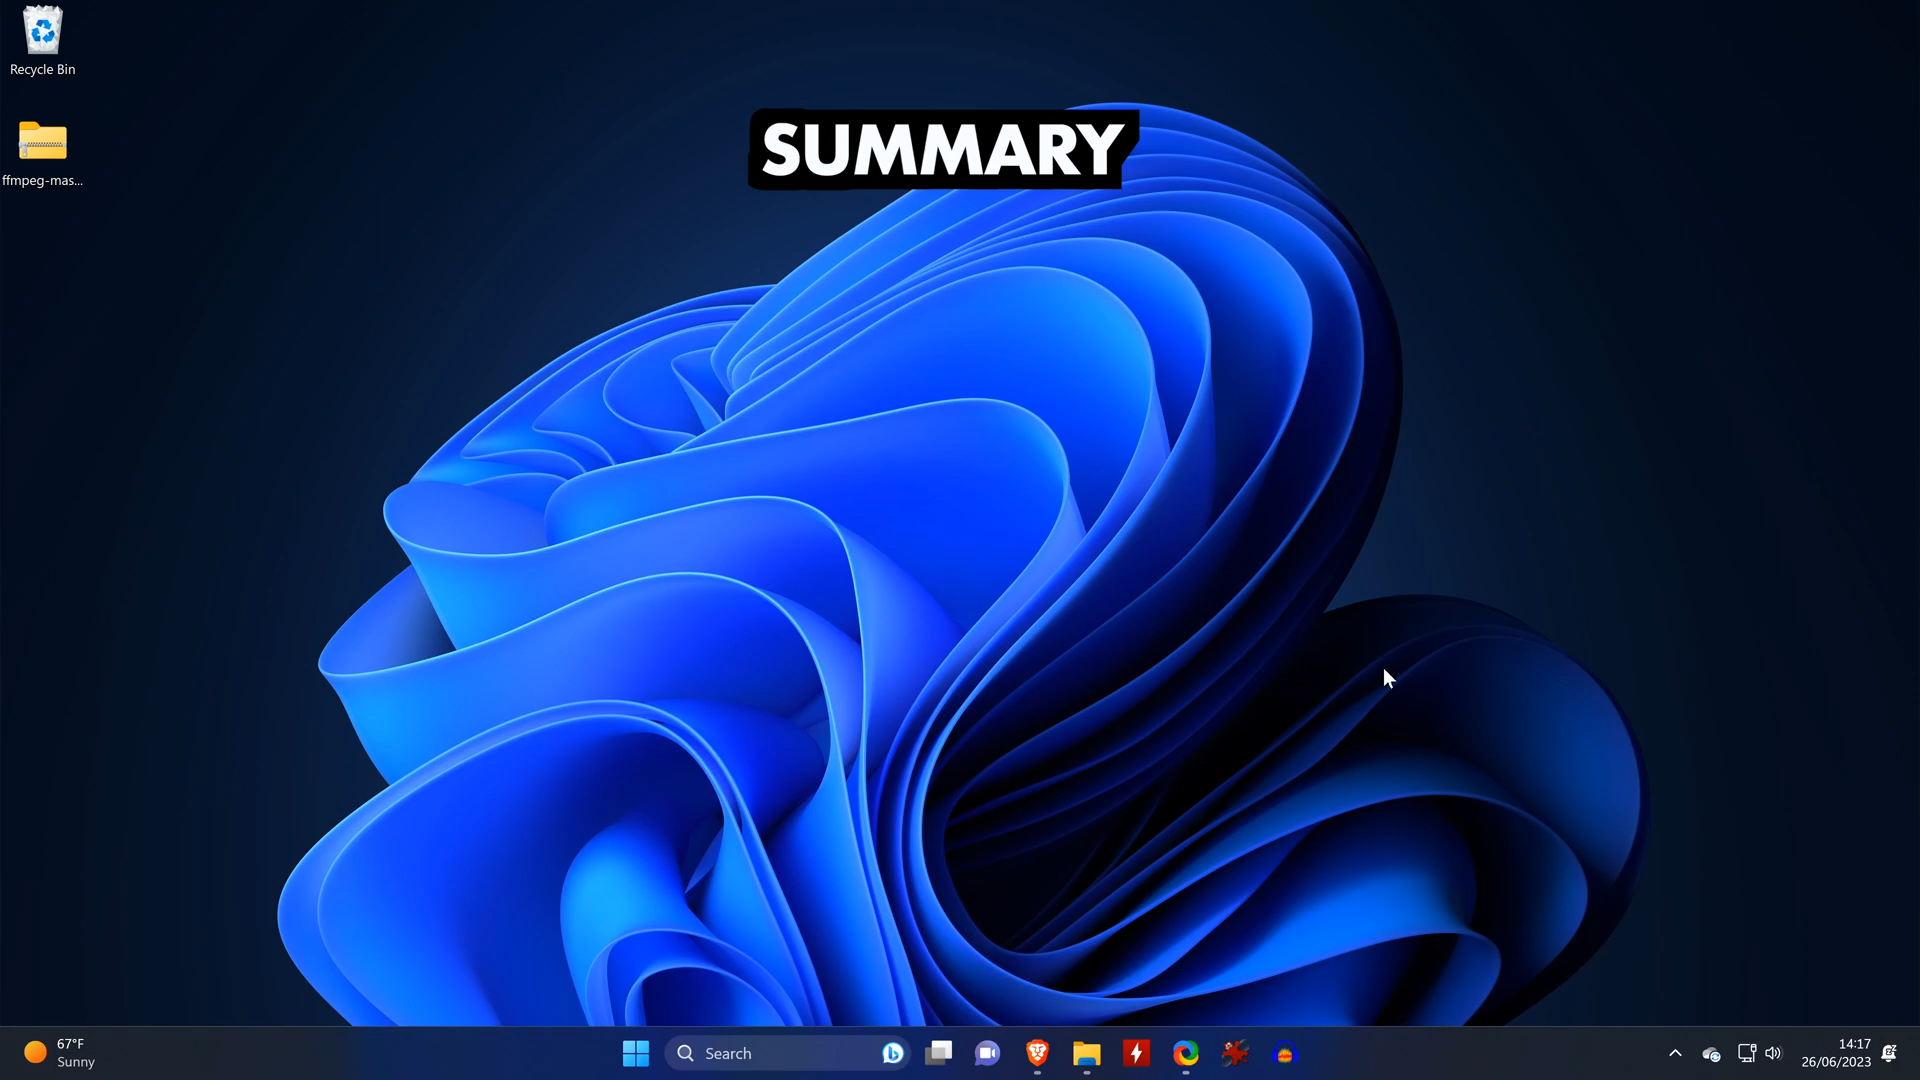 Recycle Bin
ffmpeg-mas...
SUMMARY
67°F
Sunny
Search
14:17
26/06/2023